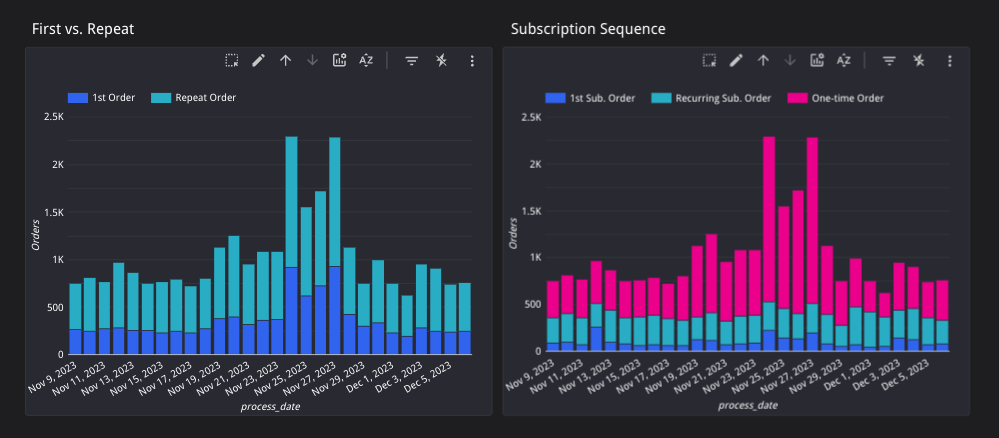 First vs. Repeat
1st Order
Repeat Order
2.5K
2K
1.5K
1K
500
0
Orders
Nov 9, 2023
Nov 11, 2023
Nov 13, 2023
Nov 15, 2023
Nov 17, 2023
Nov 19, 2023
Nov 21, 2023
Nov 23, 2023
Nov 25, 2023
Nov 27, 2023
Nov 29, 2023
Dec 1, 2023
Dec 3, 2023
Dec 5, 2023
process_date
Subscription Sequence
1st Sub. Order
Recurring Sub. Order
One-time Order
2.5K
2K
1.5K
1K
500
0
Orders
Nov 9, 2023
Nov 11, 2023
Nov 13, 2023
Nov 15, 2023
Nov 17, 2023
Nov 19, 2023
Nov 21, 2023
Nov 23, 2023
Nov 25, 2023
Nov 27, 2023
Nov 29, 2023
Dec 1, 2023
Dec 3, 2023
Dec 5, 2023
process_date